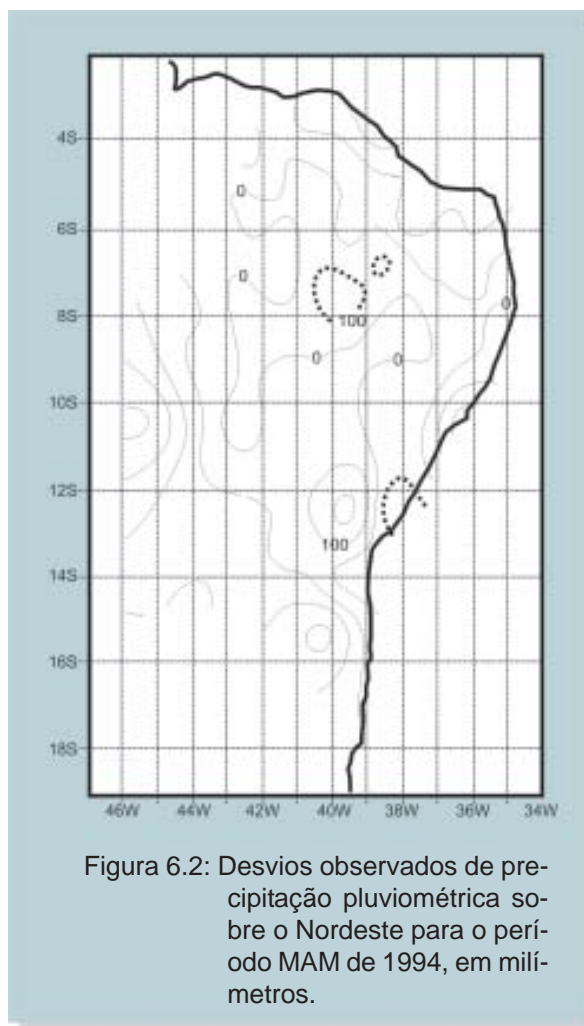 4S
0
6S
0
0
8S
100
0
0
10S
12S
100
14S
16S
18S
46W 44W 42W 40W 38W 36W 34W
Figura 6.2: Desvios observados de pre-
cipitação pluviométrica so-
bre o Nordeste para o perí-
odo MAM de 1994, em milí-
metros.